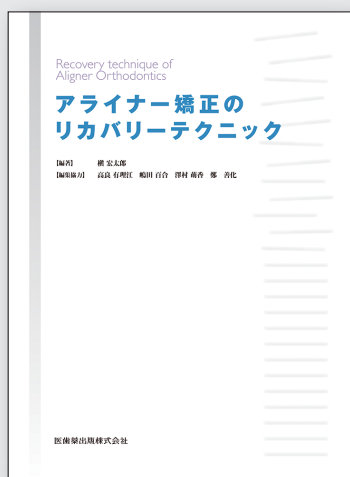 Recovery technique of
Aligner Orthodontics
アライナー矯正の
リカバリーテクニック
【編著】 槇 宏太郎
【編集協力】 高良 有理江 嶋田 百合 澤村 萌香 鄭 善化
医歯薬出版株式会社